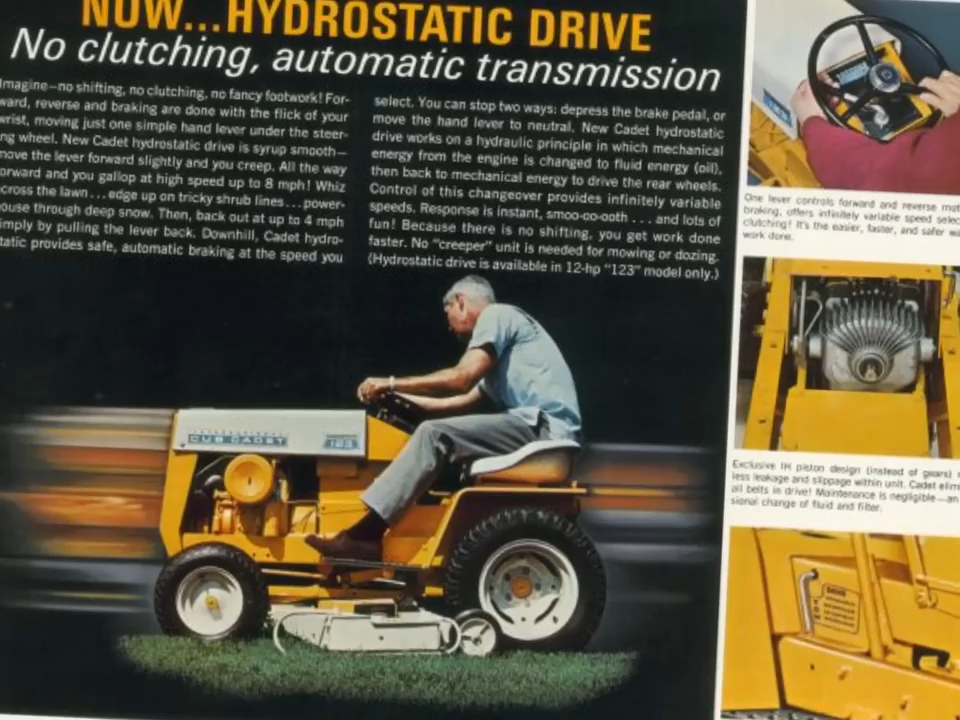 NOW...HYDROSTATIC DRIVE
No clutching, automatic transmission
Imagine—no shifting, no clutching, no fancy footwork! For-
ward, reverse and braking are done with the flick of your
wrist, moving just one simple hand lever under the steer-
ng wheel. New Cadet hydrostatic drive is syrup smooth—
move the lever forward slightly and you creep. All the way
orward and you gallop at high speed up to 8 mph! Whiz
cross the lawn...edge up on tricky shrub lines...power-
ouse through deep snow. Then, back out at up to 4 mph
imply by pulling the lever back. Downhill, Cadet hydro-
tatic provides safe, automatic braking at the speed you
select. You can stop two ways: depress the brake pedal, or
move the hand lever to neutral. New Cadet hydrostatic
drive works on a hydraulic principle in which mechanical
energy from the engine is changed to fluid energy (oil),
then back to mechanical energy to drive the rear wheels.
Control of this changeover provides infinitely variable
speeds. Response is instant, smoo-oo-ooth . . . and lots of
fun! Because there is no shifting, you get work done
faster. No “creeper” unit is needed for mowing or dozing.
(Hydrostatic drive is available in 12-hp “123” model only.)
INTERNATIONAL
CUB CADET
123
One lever controls forward and reverse mot
braking, offers infinitely variable speed selec
clutching! It's the easier, faster, and safer wa
work done.
Exclusive IH piston design (instead of gears)
less leakage and slippage within unit. Cadet elim
all belts in drive! Maintenance is negligible—an
sional change of fluid and filter.